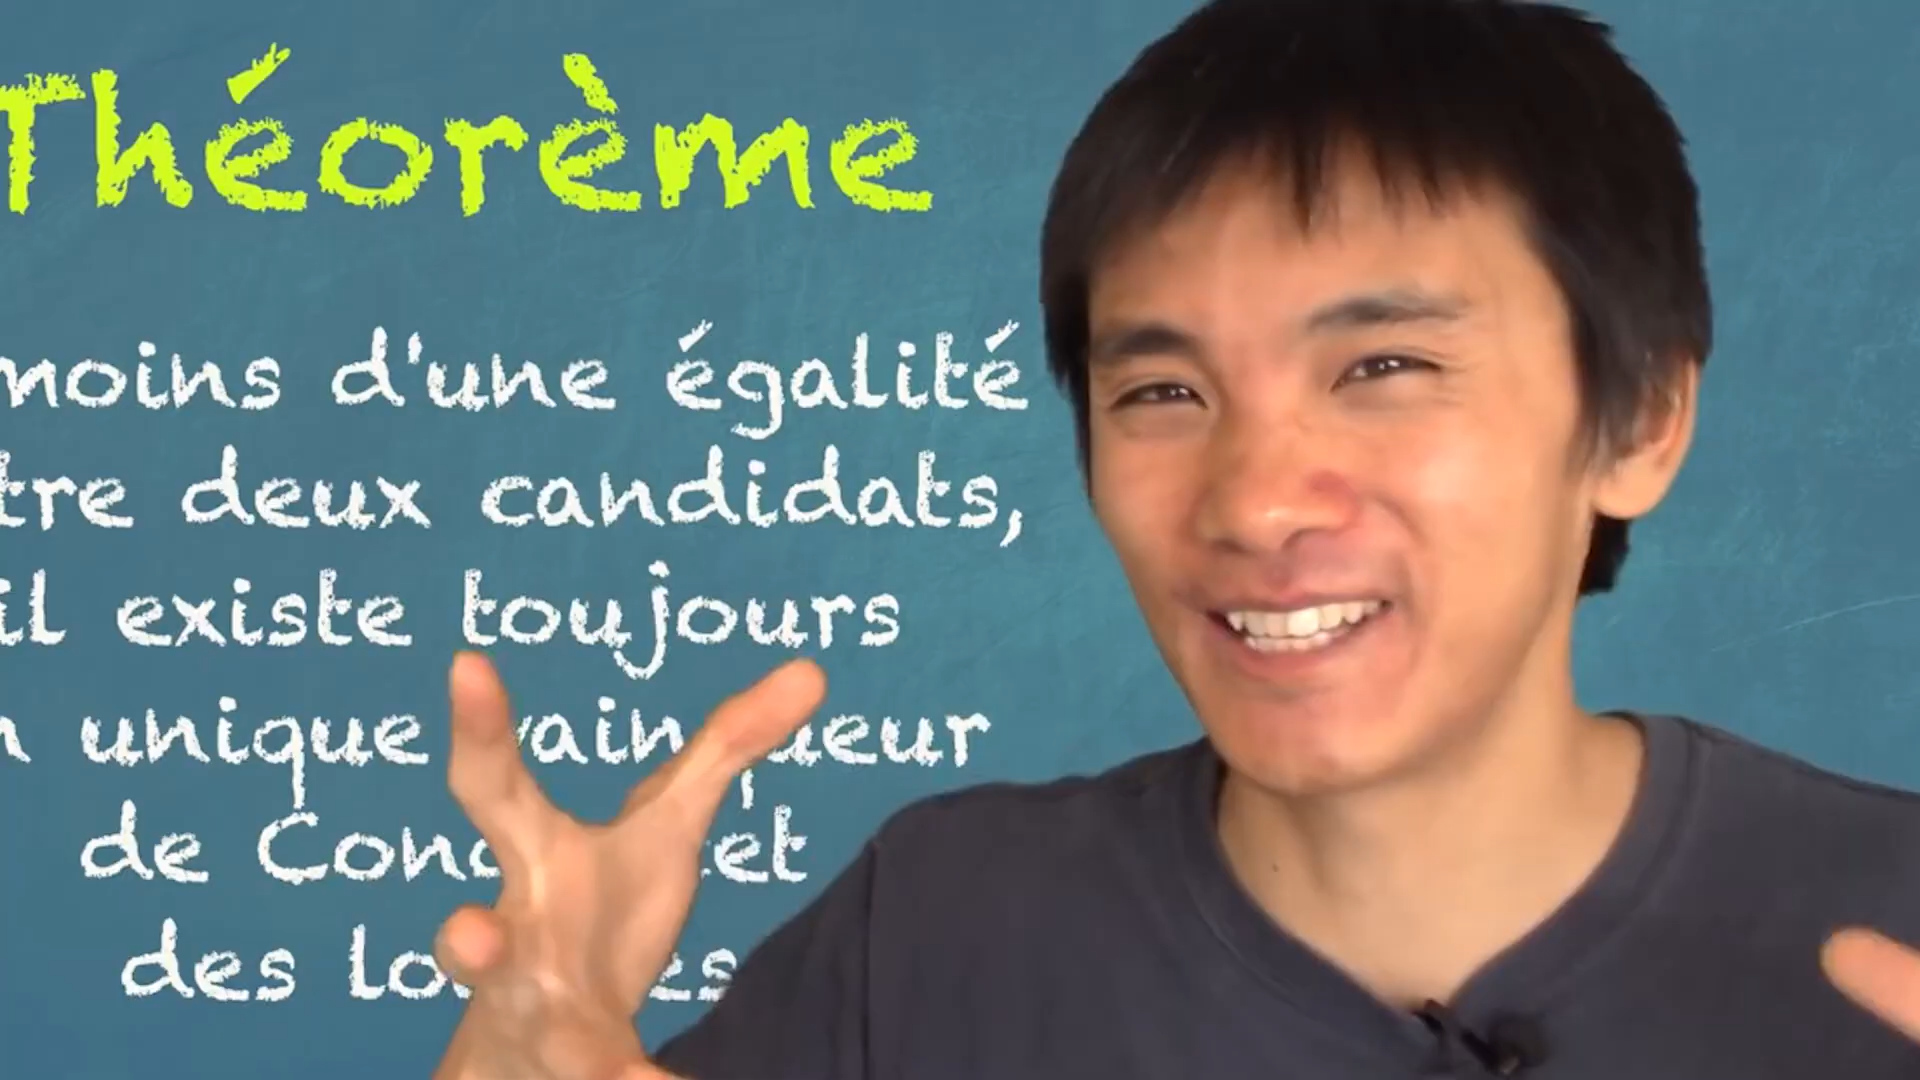 Théorème
moins d'une égalité
tre deux candidats,
il existe toujours
unique
de
des